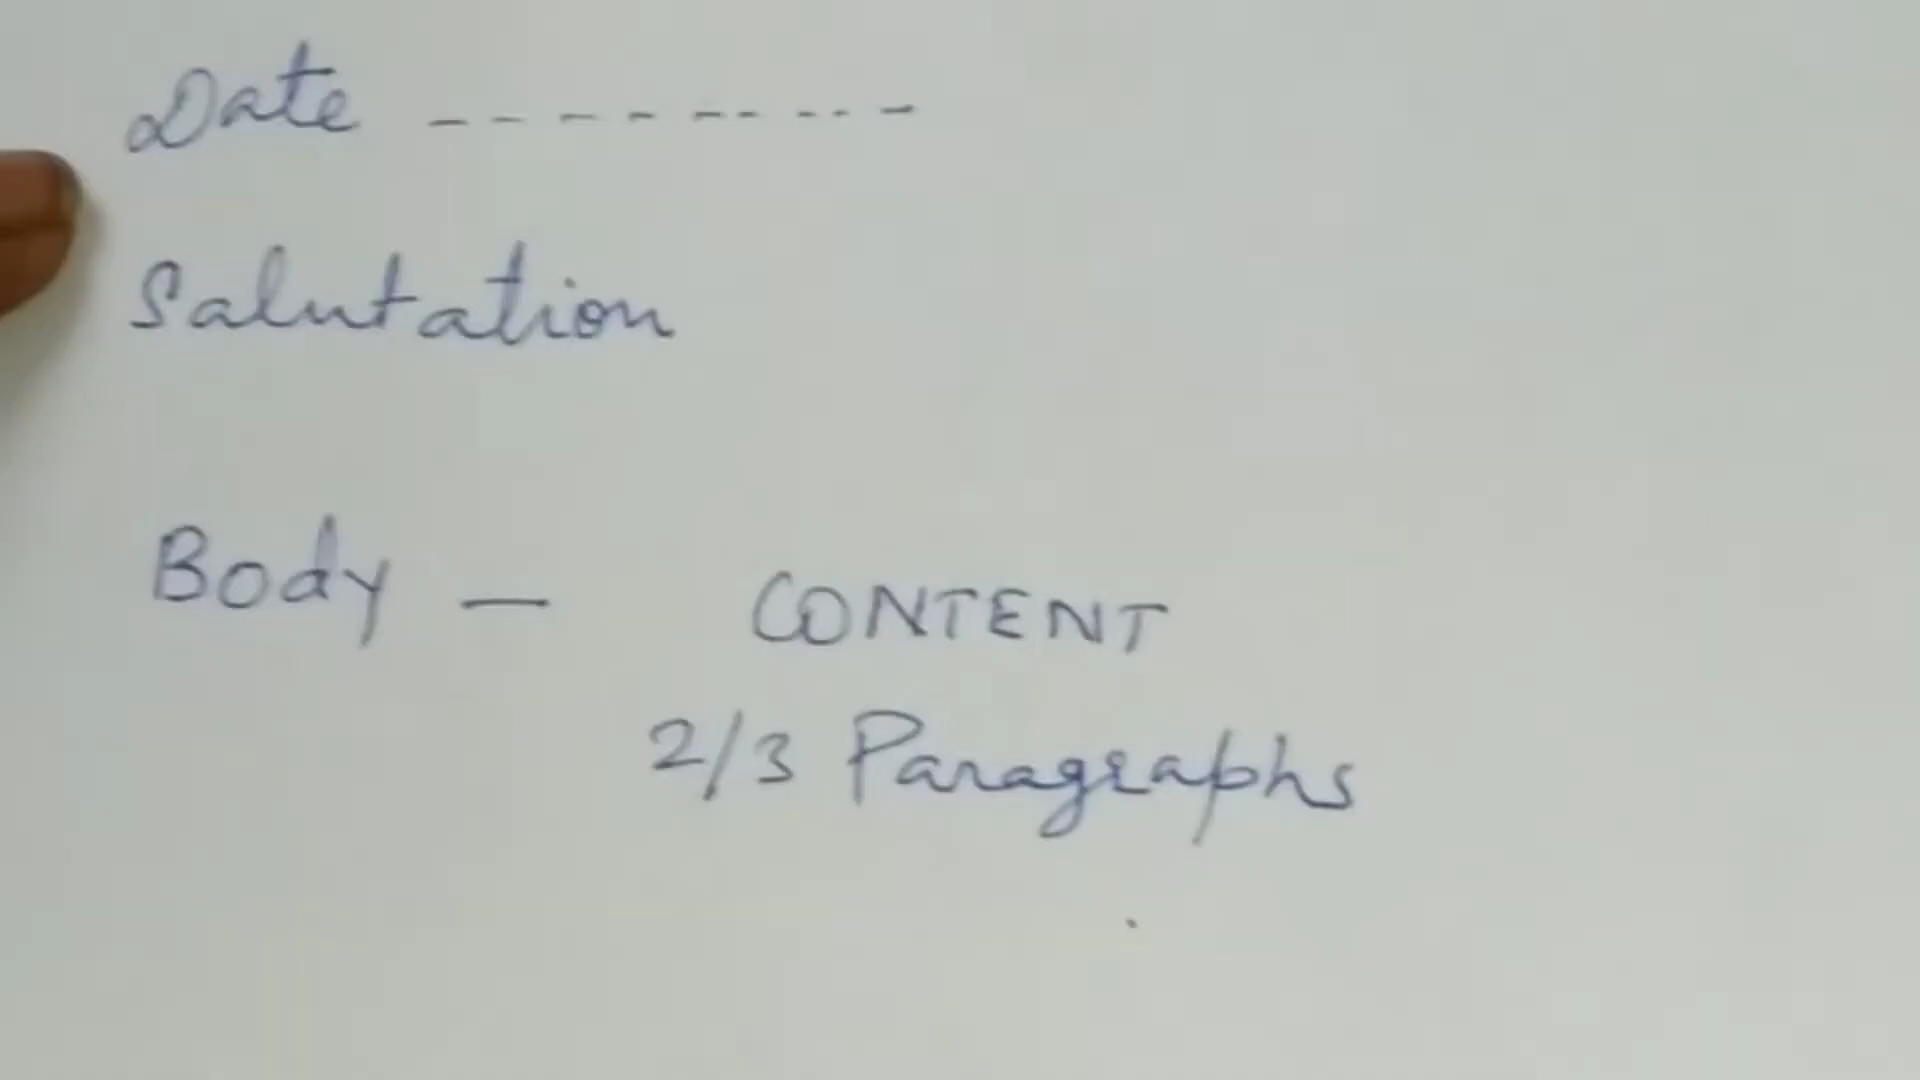 Date ----------
Salutation
Body — CONTENT
2/3 Paragraphs